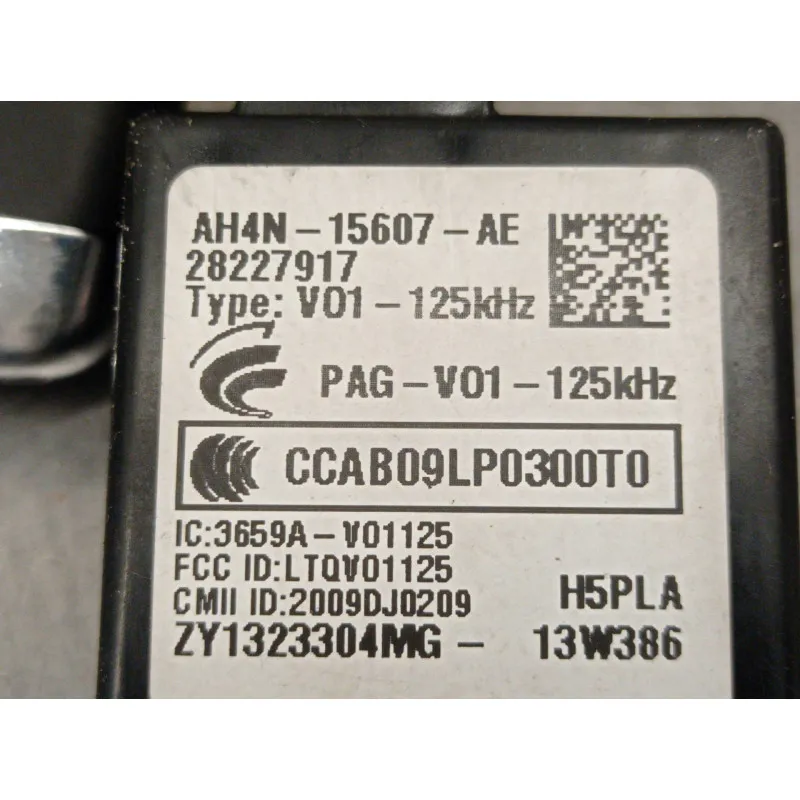 AH4N-15607-AE
28227917
Type: V01-125kHz
PAG-V01-125kHz
CCAB09LP0300T0
IC:3659A-V01125
FCC ID:LTQV01125
CMII ID:2009DJ0209
H5PLA
ZY1323304MG- 13W386